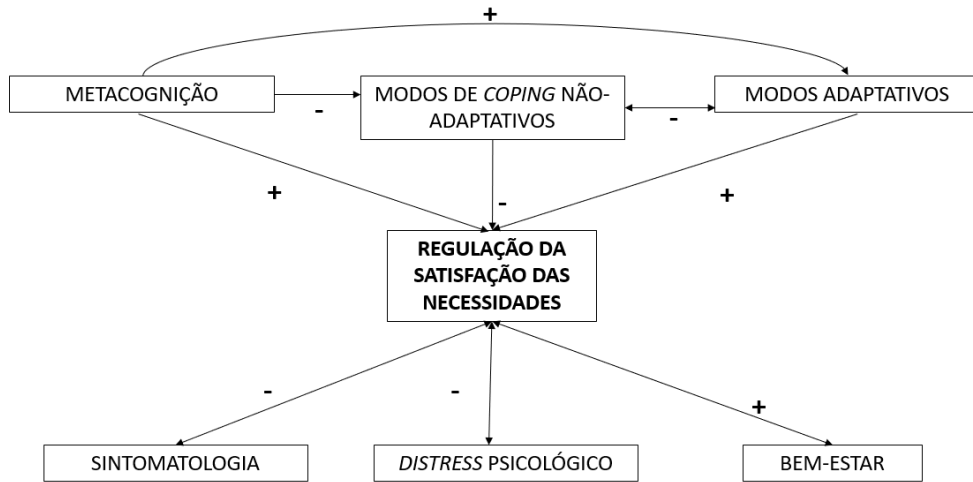 +
METACOGNIÇÃO
-
MODOS DE COPING NÃO-
ADAPTATIVOS
-
MODOS ADAPTATIVOS
+
-
+
REGULAÇÃO DA
SATISFAÇÃO DAS
NECESSIDADES
-
-
+
SINTOMATOLOGIA
DISTRESS PSICOLÓGICO
BEM-ESTAR